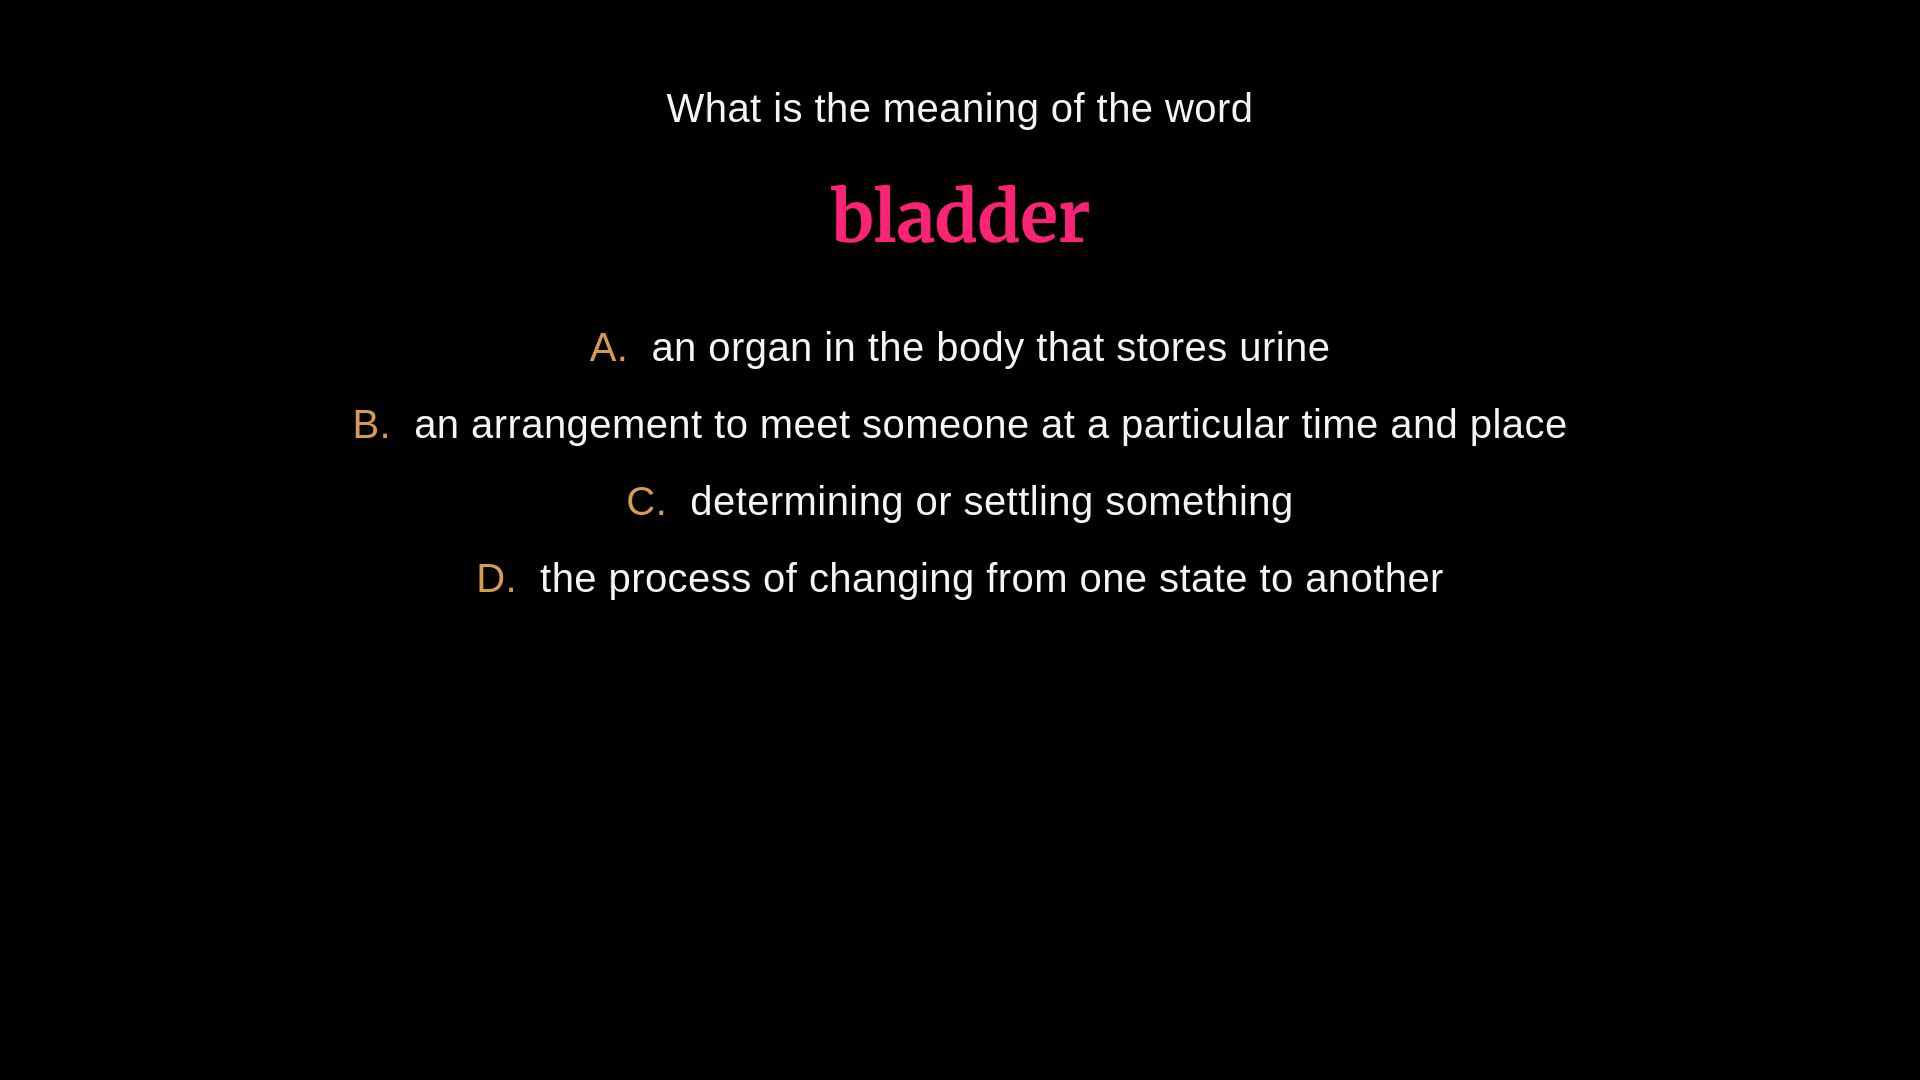 What is the meaning of the word
bladder
A. an organ in the body that stores urine
B. an arrangement to meet someone at a particular time and place
C. determining or settling something
D. the process of changing from one state to another